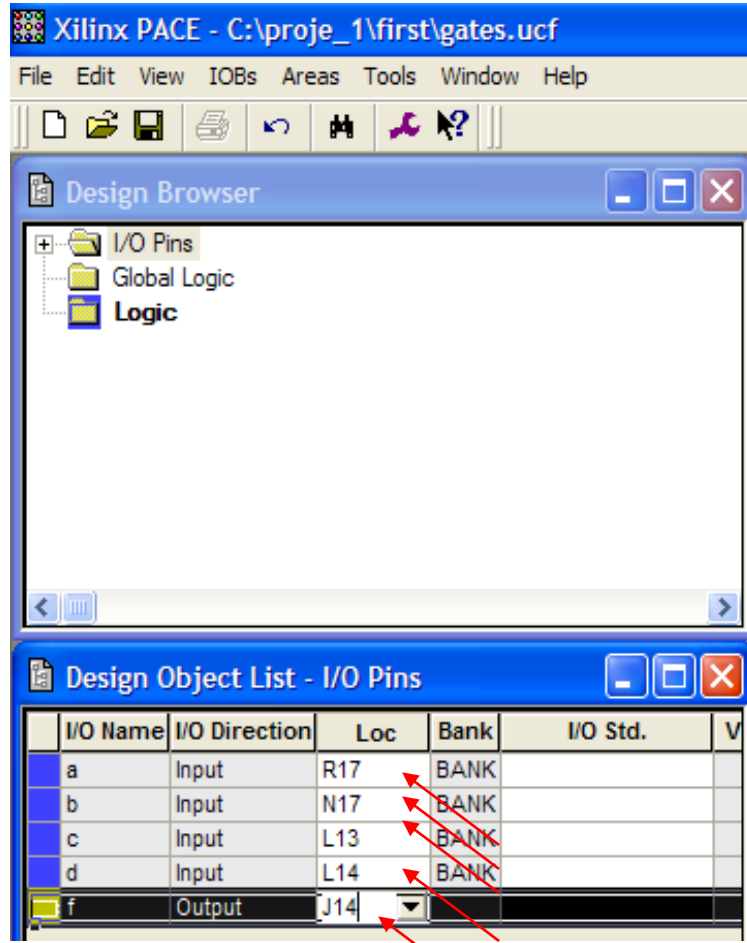 Xilinx PACE - C:\proje_1\first\gates.ucf
File Edit View IOBs Areas Tools Window Help
Design Browser
I/O Pins
Global Logic
Logic
Design Object List - I/O Pins
I/O Name I/O Direction Loc Bank I/O Std. V
a Input R17 BANK
b Input N17 BANK
c Input L13 BANK
d Input L14 BANK
f Output J14